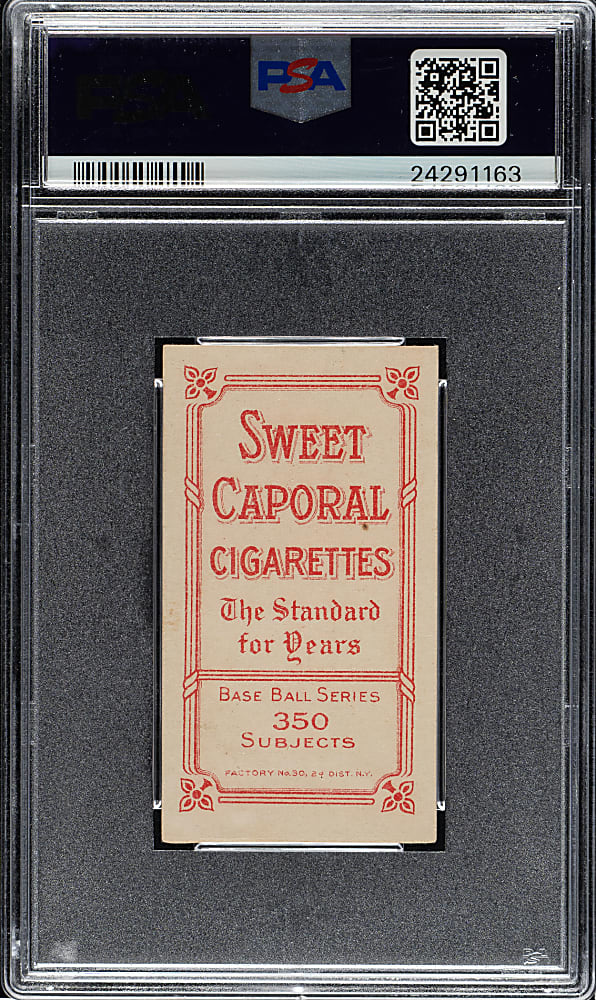 PSA
24291163
SWEET
CAPORAL
CIGARETTES
The Standard
for Years
BASE BALL SERIES
350
SUBJECTS
FACTORY No. 30, 2d DIST. N.Y.